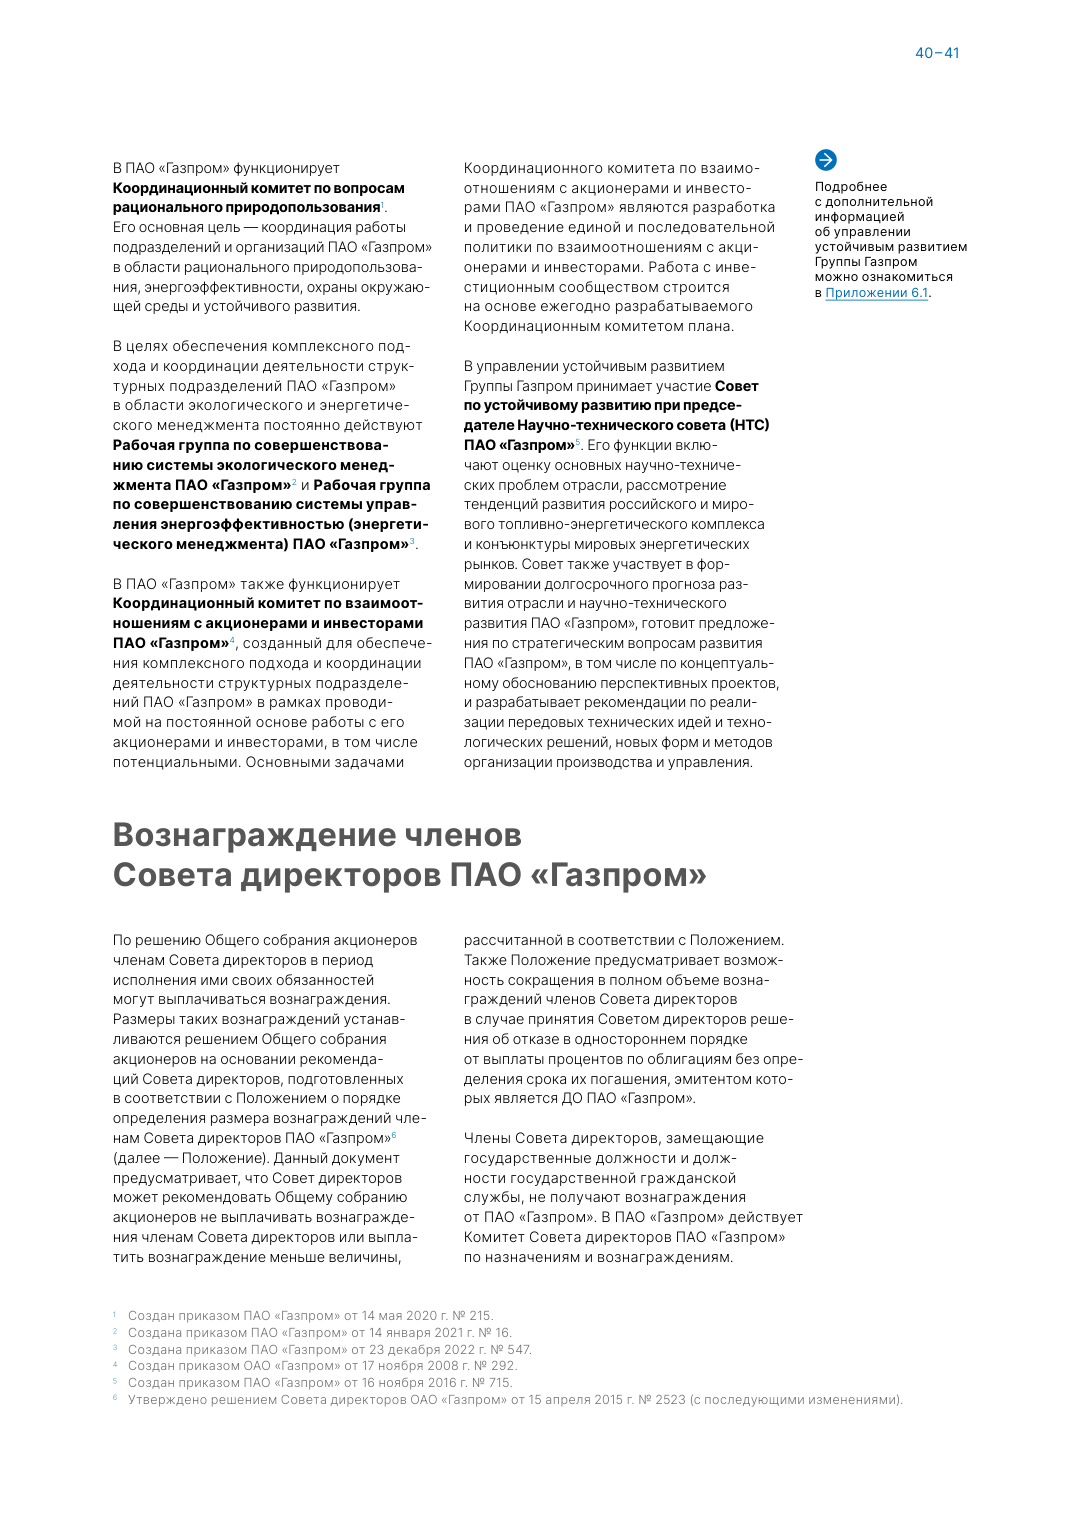 40–41
В ПАО «Газпром» функционирует
Координационный комитет по вопросам
рационального природопользования¹.
Его основная цель — координация работы
подразделений и организаций ПАО «Газпром»
в области рационального природопользова-
ния, энергоэффективности, охраны окружаю-
щей среды и устойчивого развития.
В целях обеспечения комплексного под-
хода и координации деятельности струк-
турных подразделений ПАО «Газпром»
в области экологического и энергетиче-
ского менеджмента постоянно действуют
Рабочая группа по совершенствова-
нию системы экологического менед-
жмента ПАО «Газпром»² и Рабочая группа
по совершенствованию системы управ-
ления энергоэффективностью (энергети-
ческого менеджмента) ПАО «Газпром»³.
В ПАО «Газпром» также функционирует
Координационный комитет по взаимоот-
ношениям с акционерами и инвесторами
ПАО «Газпром»⁴, созданный для обеспече-
ния комплексного подхода и координации
деятельности структурных подразделе-
ний ПАО «Газпром» в рамках проводи-
мой на постоянной основе работы с его
акционерами и инвесторами, в том числе
потенциальными. Основными задачами
Координационного комитета по взаимо-
отношениям с акционерами и инвесто-
рами ПАО «Газпром» являются разработка
и проведение единой и последовательной
политики по взаимоотношениям с акци-
онерами и инвесторами. Работа с инве-
стиционным сообществом строится
на основе ежегодно разрабатываемого
Координационным комитетом плана.
В управлении устойчивым развитием
Группы Газпром принимает участие Совет
по устойчивому развитию при предсе-
дателе Научно-технического совета (НТС)
ПАО «Газпром»⁵. Его функции вклю-
чают оценку основных научно-техниче-
ских проблем отрасли, рассмотрение
тенденций развития российского и миро-
вого топливно-энергетического комплекса
и конъюнктуры мировых энергетических
рынков. Совет также участвует в фор-
мировании долгосрочного прогноза раз-
вития отрасли и научно-технического
развития ПАО «Газпром», готовит предложе-
ния по стратегическим вопросам развития
ПАО «Газпром», в том числе по концептуаль-
ному обоснованию перспективных проектов,
и разрабатывает рекомендации по реали-
зации передовых технических идей и техно-
логических решений, новых форм и методов
организации производства и управления.
Подробнее
с дополнительной
информацией
об управлении
устойчивым развитием
Группы Газпром
можно ознакомиться
в Приложении 6.1.
Вознаграждение членов
Совета директоров ПАО «Газпром»
По решению Общего собрания акционеров
членам Совета директоров в период
исполнения ими своих обязанностей
могут выплачиваться вознаграждения.
Размеры таких вознаграждений устанав-
ливаются решением Общего собрания
акционеров на основании рекоменда-
ций Совета директоров, подготовленных
в соответствии с Положением о порядке
определения размера вознаграждений чле-
нам Совета директоров ПАО «Газпром»⁶
(далее — Положение). Данный документ
предусматривает, что Совет директоров
может рекомендовать Общему собранию
акционеров не выплачивать вознагражде-
ния членам Совета директоров или выпла-
тить вознаграждение меньше величины,
рассчитанной в соответствии с Положением.
Также Положение предусматривает возмож-
ность сокращения в полном объеме возна-
граждений членов Совета директоров
в случае принятия Советом директоров реше-
ния об отказе в одностороннем порядке
от выплаты процентов по облигациям без опре-
деления срока их погашения, эмитентом кото-
рых является ДО ПАО «Газпром».
Члены Совета директоров, замещающие
государственные должности и долж-
ности государственной гражданской
службы, не получают вознаграждения
от ПАО «Газпром». В ПАО «Газпром» действует
Комитет Совета директоров ПАО «Газпром»
по назначениям и вознаграждениям.
¹ Создан приказом ПАО «Газпром» от 14 мая 2020 г. № 215.
² Создана приказом ПАО «Газпром» от 14 января 2021 г. № 16.
³ Создана приказом ПАО «Газпром» от 23 декабря 2022 г. № 547.
⁴ Создан приказом ОАО «Газпром» от 17 ноября 2008 г. № 292.
⁵ Создан приказом ПАО «Газпром» от 16 ноября 2016 г. № 715.
⁶ Утверждено решением Совета директоров ОАО «Газпром» от 15 апреля 2015 г. № 2523 (с последующими изменениями).